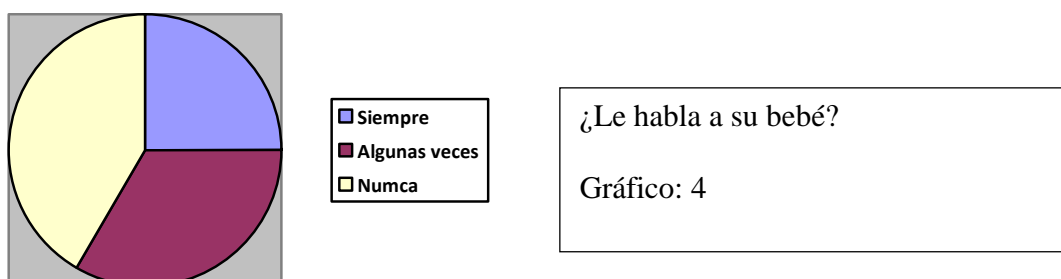 Siempre
Algunas veces
Numca
¿Le habla a su bebé?
Gráfico: 4